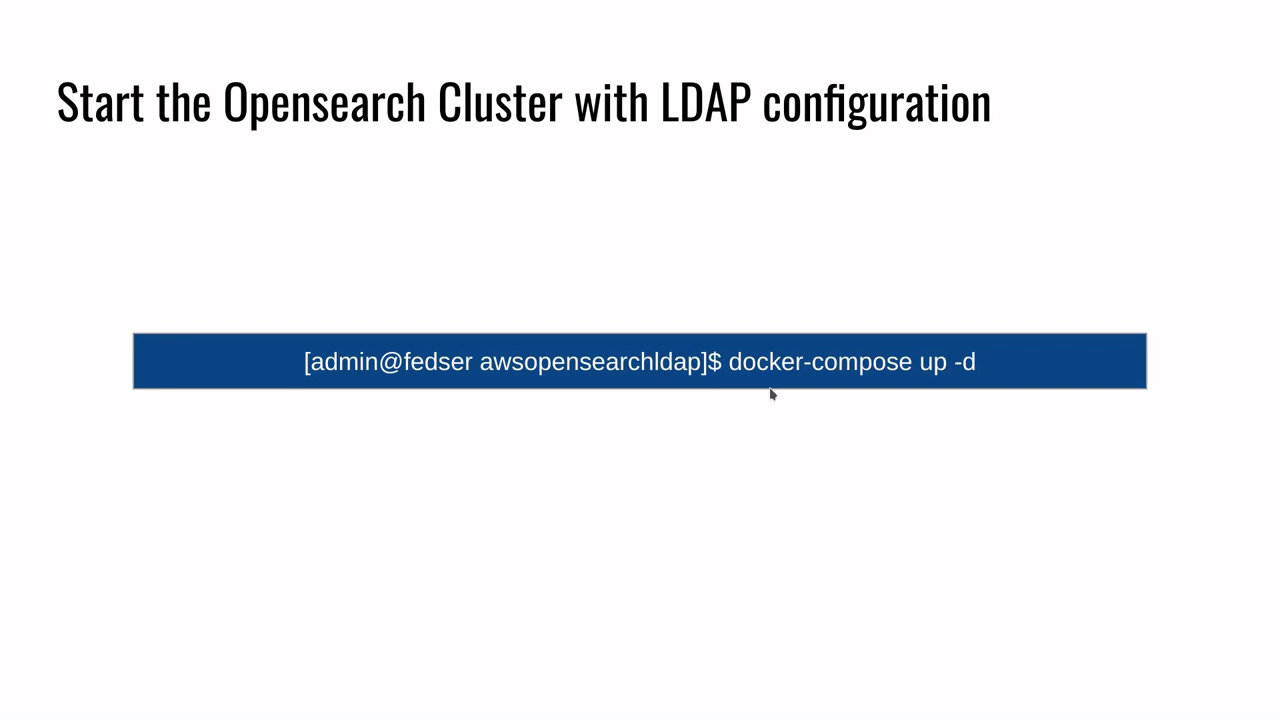 Start the Opensearch Cluster with LDAP configuration
[admin@fedser awsopensearchldap]$ docker-compose up -d